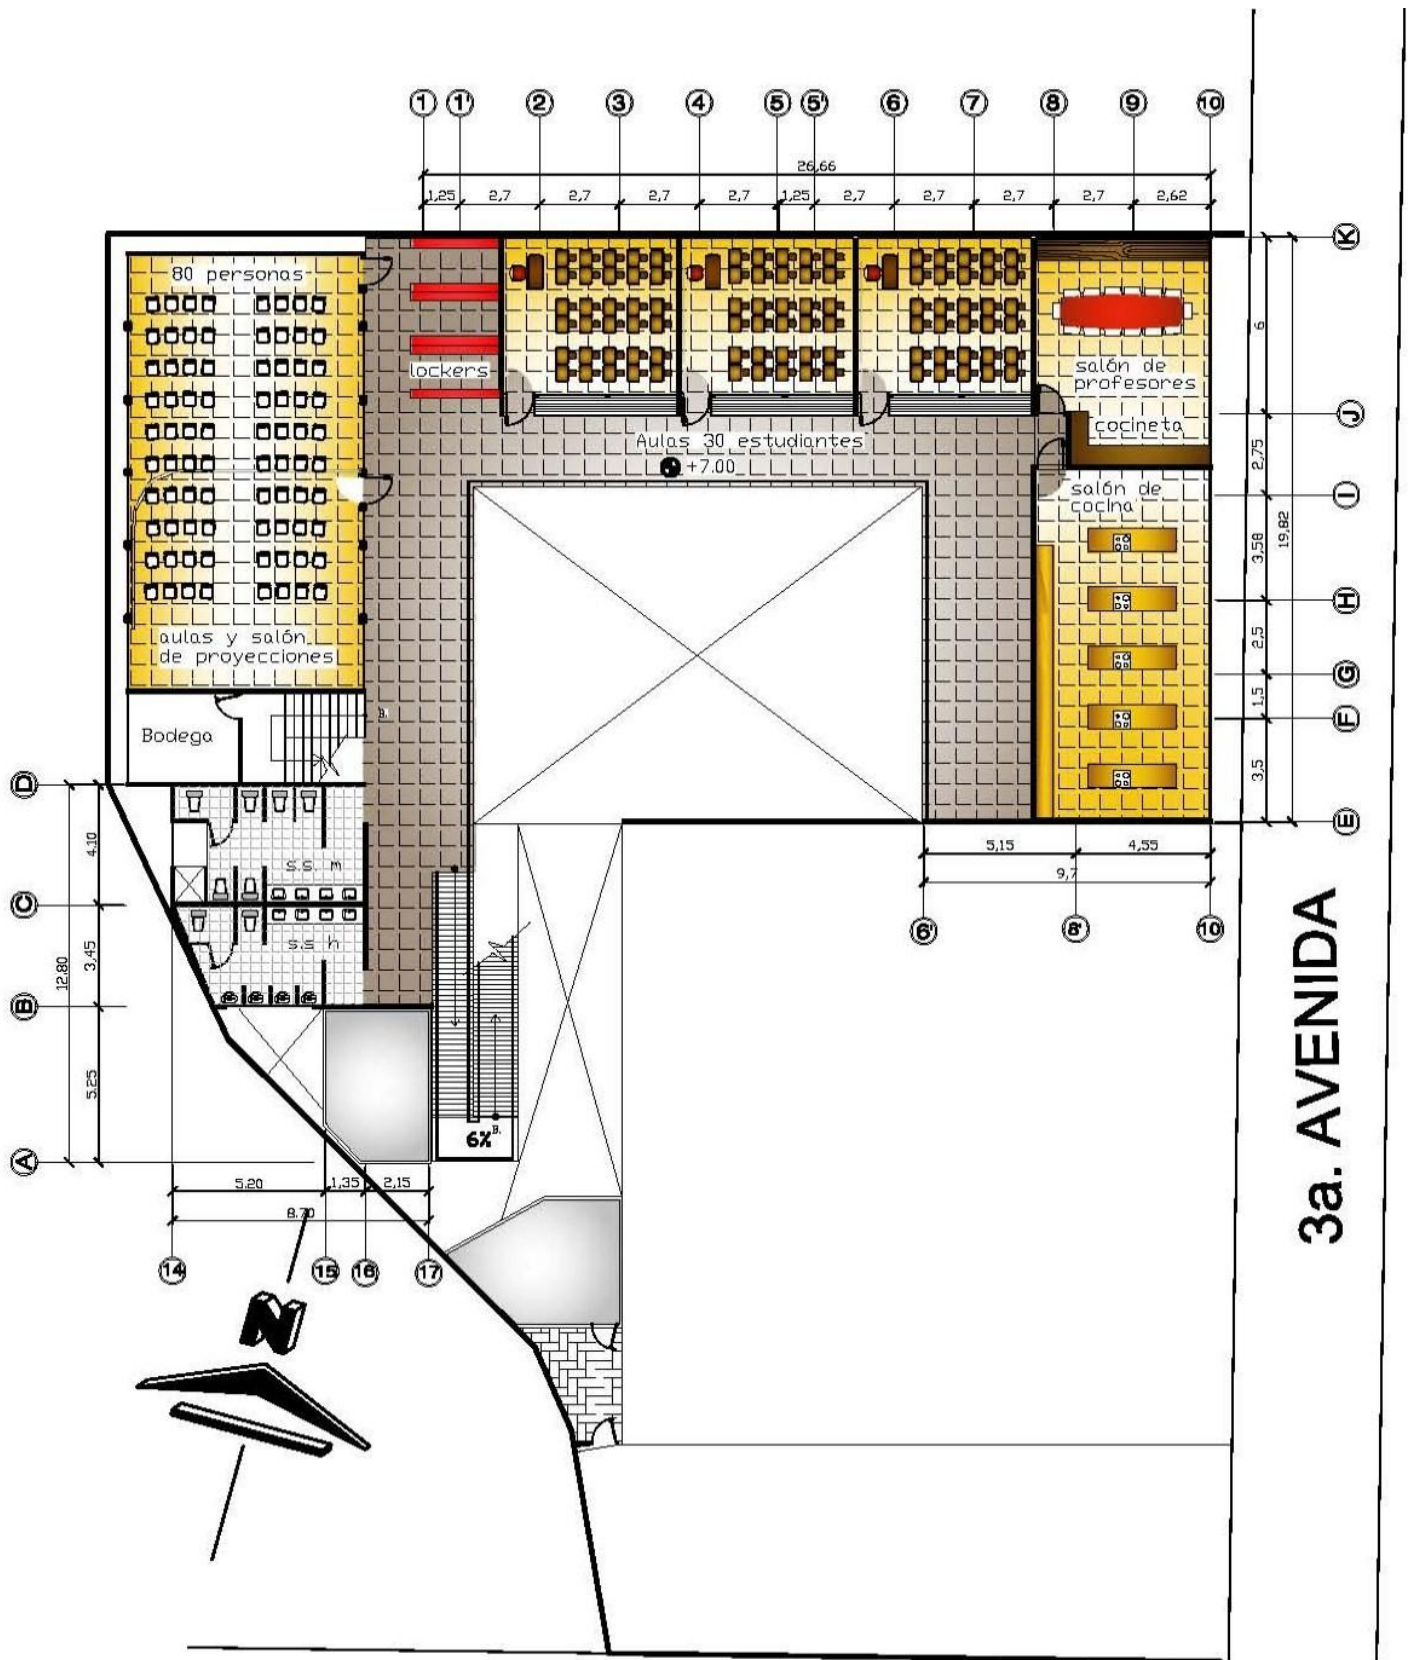 1 1' 2 3 4 5 5' 6 7 8 9 10
26,66
1,25 2,7 2,7 2,7 2,7 1,25 2,7 2,7 2,7 2,7 2,62
K
80 personas
lockers
6
salón de
profesores
J
cocineta
Aulas 30 estudiantes
+7.00
2,75
salón de
cocina
I
3,58
19,82
H
2,5
aulas y salón
de proyecciones
G
1,5
B.
F
Bodega
3,5
D
E
4.10
s.s. m
5,15 4,55
9,7
C
6' 8' 10
3.45
s.s h
12.80
B
5.25
6%
B.
A
5.20 1,35 2,15
8.70
14 15 16 17
N
3a. AVENIDA